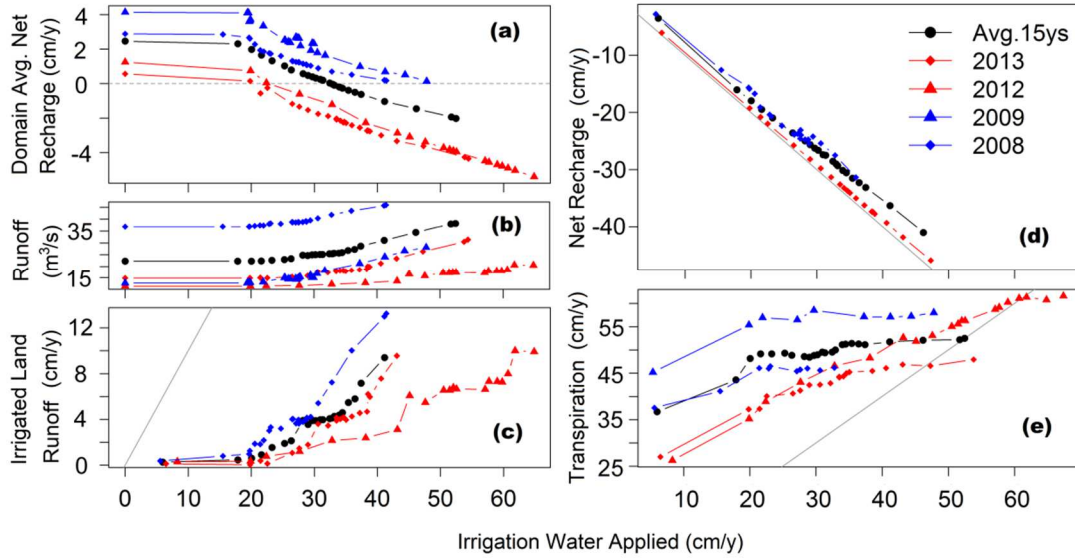 Domain Avg. Net
Recharge (cm/y)
4
2
0
-4
(a)
Runoff
(m³/s)
35
15
(b)
Irrigated Land
Runoff (cm/y)
12
8
4
0
(c)
0
10
20
30
40
50
60
Net Recharge (cm/y)
-10
-20
-30
-40
Avg.15ys
2013
2012
2009
2008
(d)
Transpiration (cm/y)
55
45
35
25
(e)
10
20
30
40
50
60
Irrigation Water Applied (cm/y)